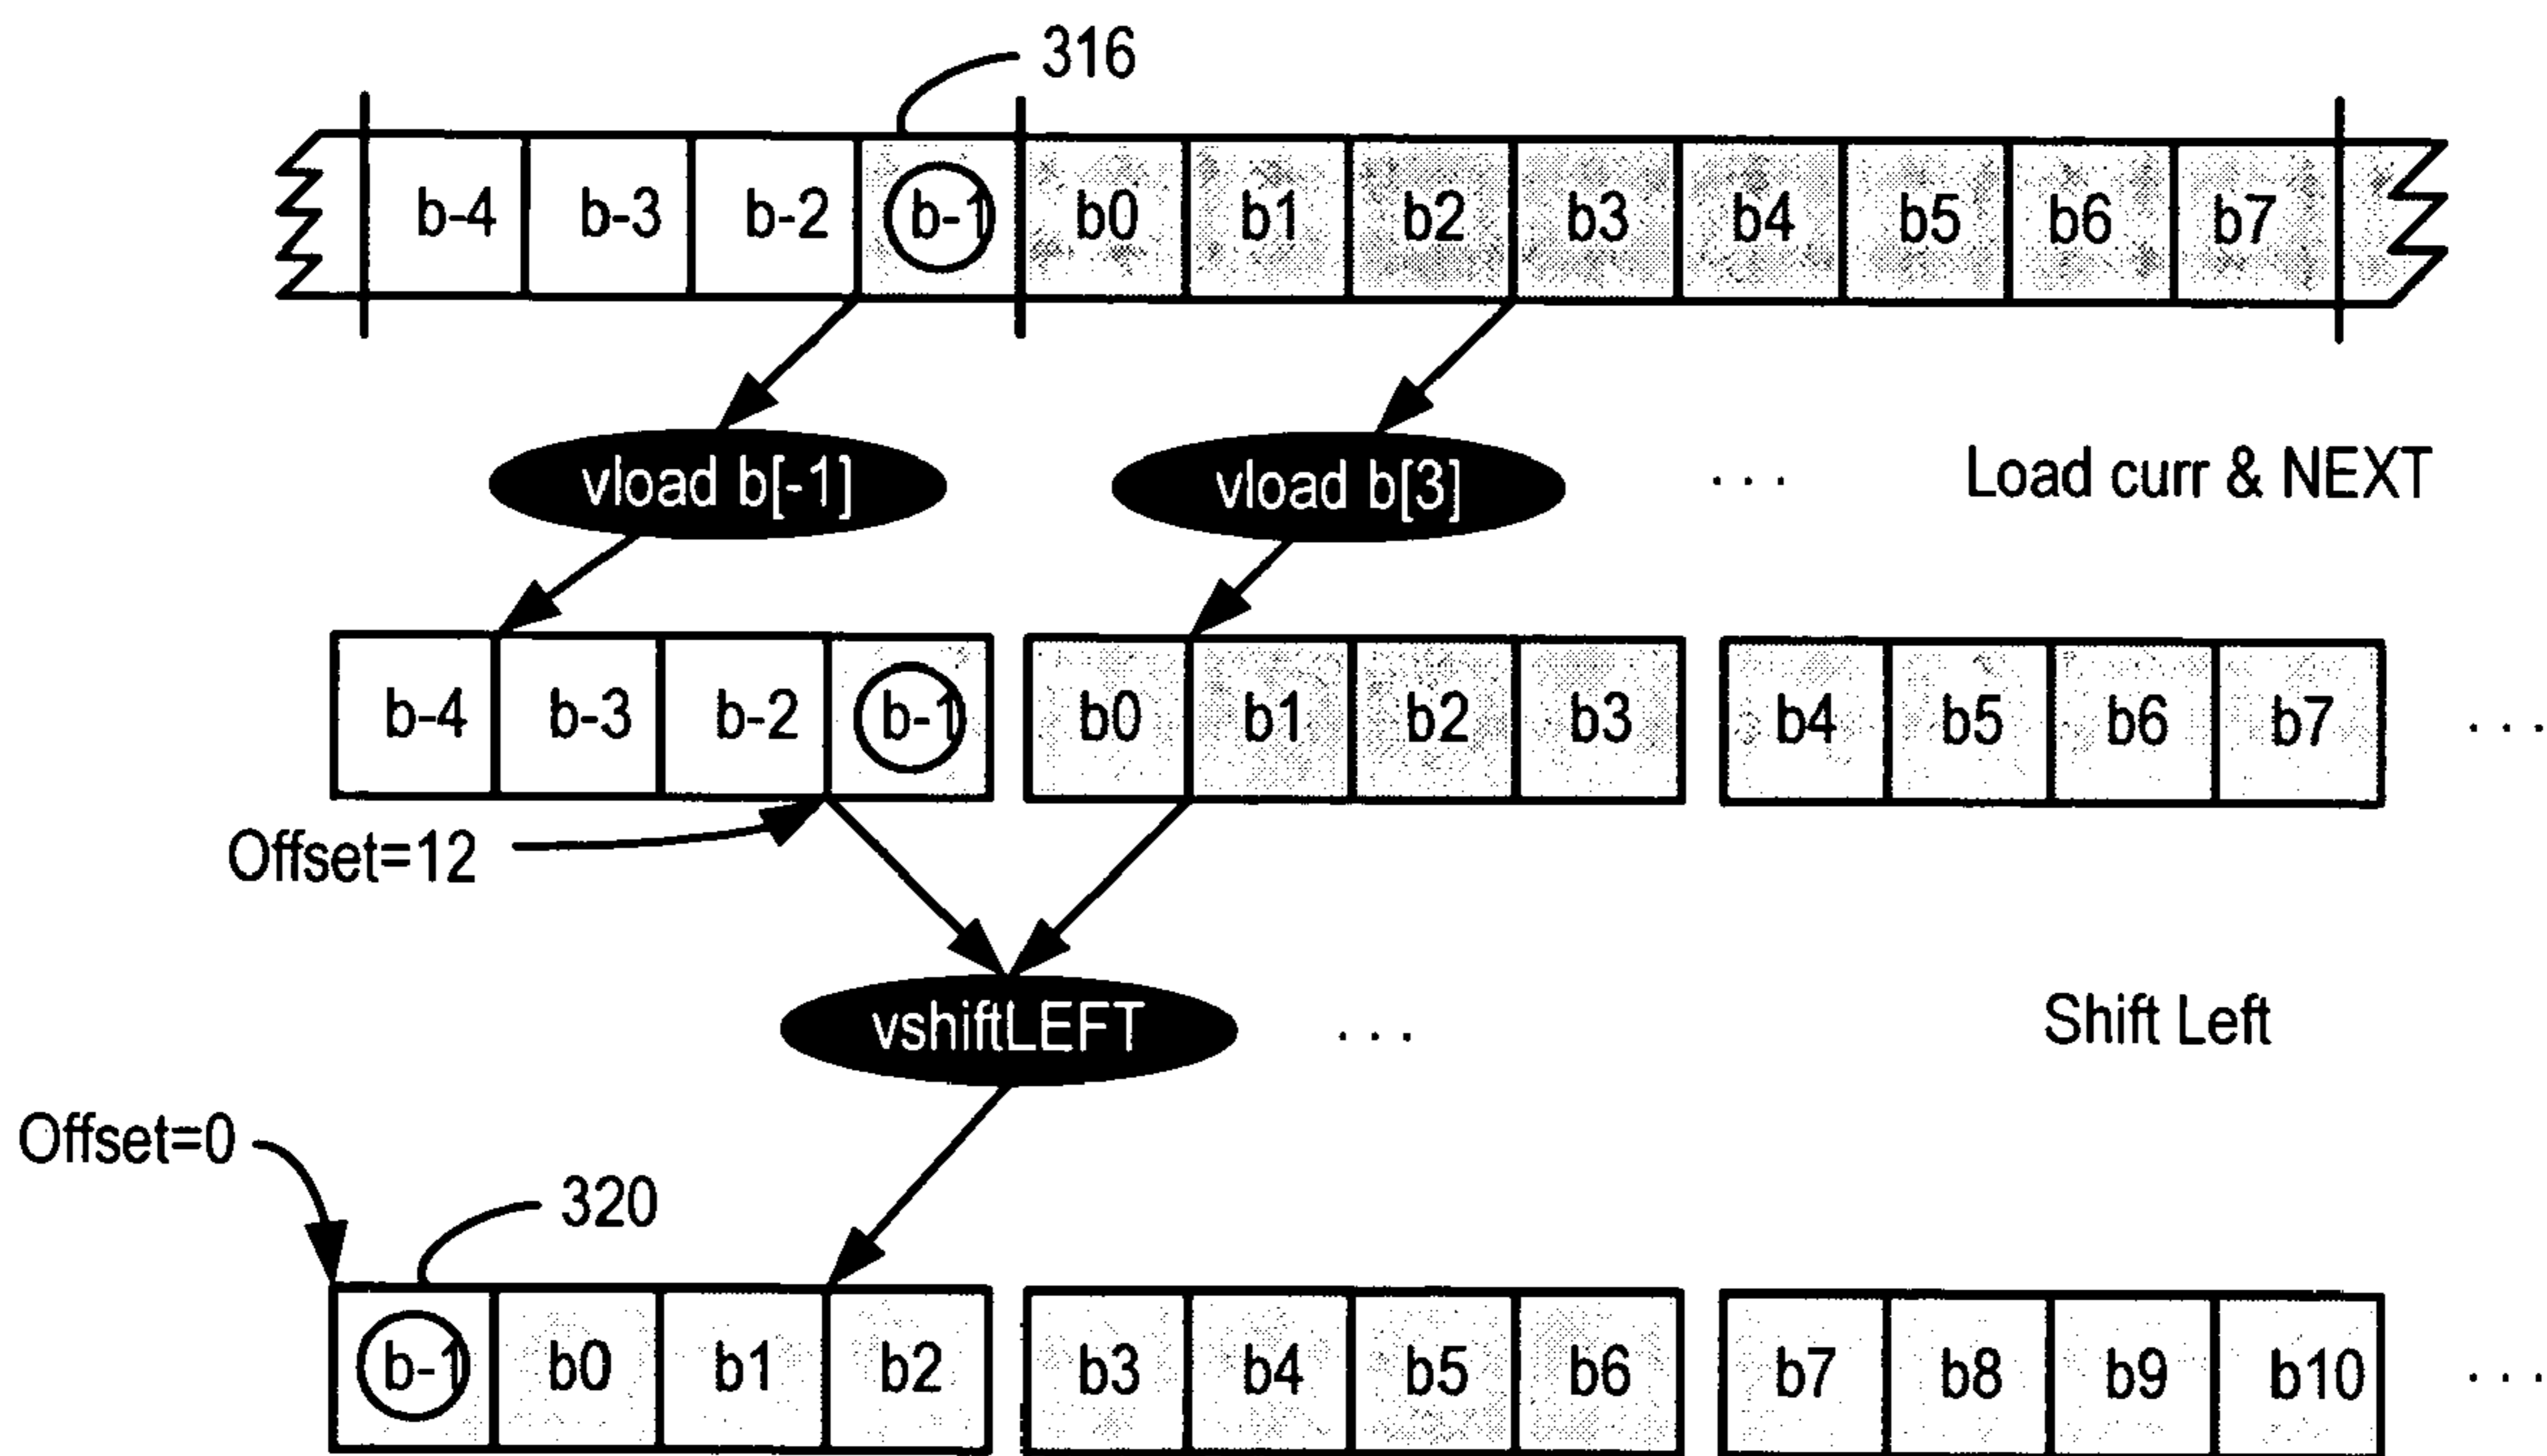 316
b-4 b-3 b-2 b-1 b0 b1 b2 b3 b4 b5 b6 b7
vload b[-1] vload b[3] ... Load curr & NEXT
b-4 b-3 b-2 b-1 b0 b1 b2 b3 b4 b5 b6 b7 ...
Offset=12
vshiftLEFT ... Shift Left
Offset=0
320
b-1 b0 b1 b2 b3 b4 b5 b6 b7 b8 b9 b10 ...